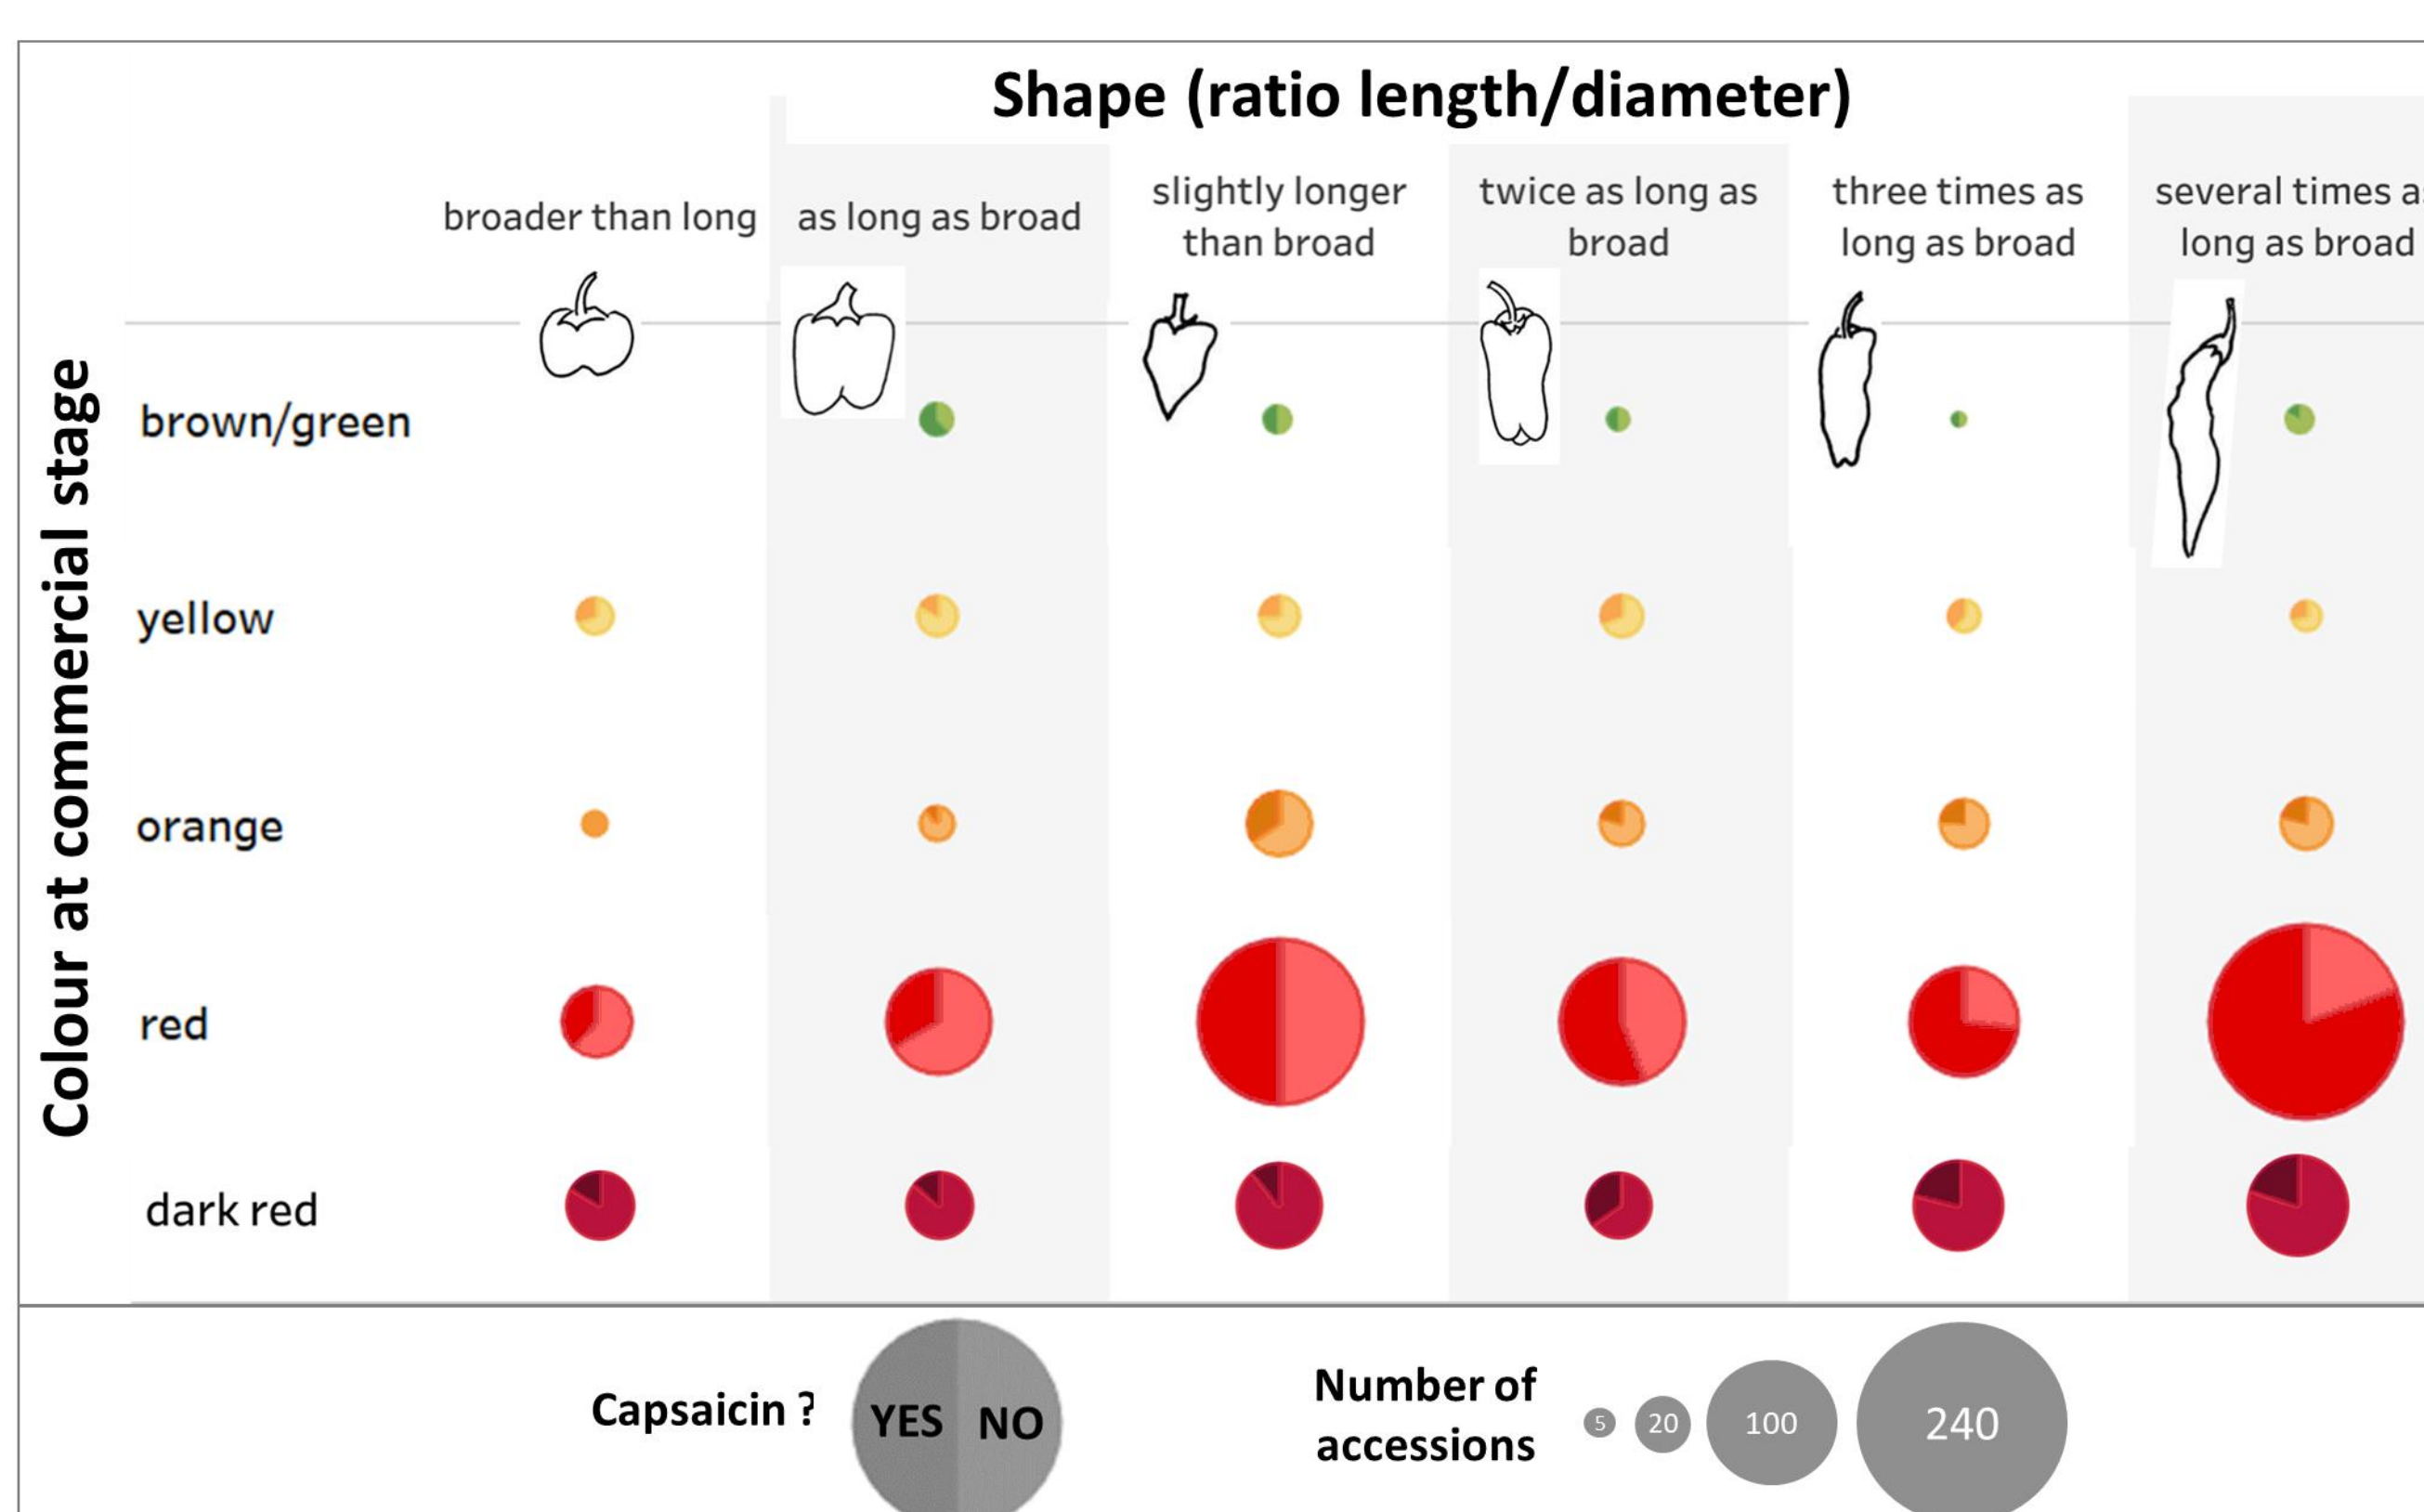 Shape (ratio length/diameter)
broader than long
as long as broad
slightly longer
than broad
twice as long as
broad
three times as
long as broad
several times a
long as broad
Colour at commercial stage
brown/green
yellow
orange
red
dark red
Capsaicin ?
YES NO
Number of
accessions
5 20 100 240